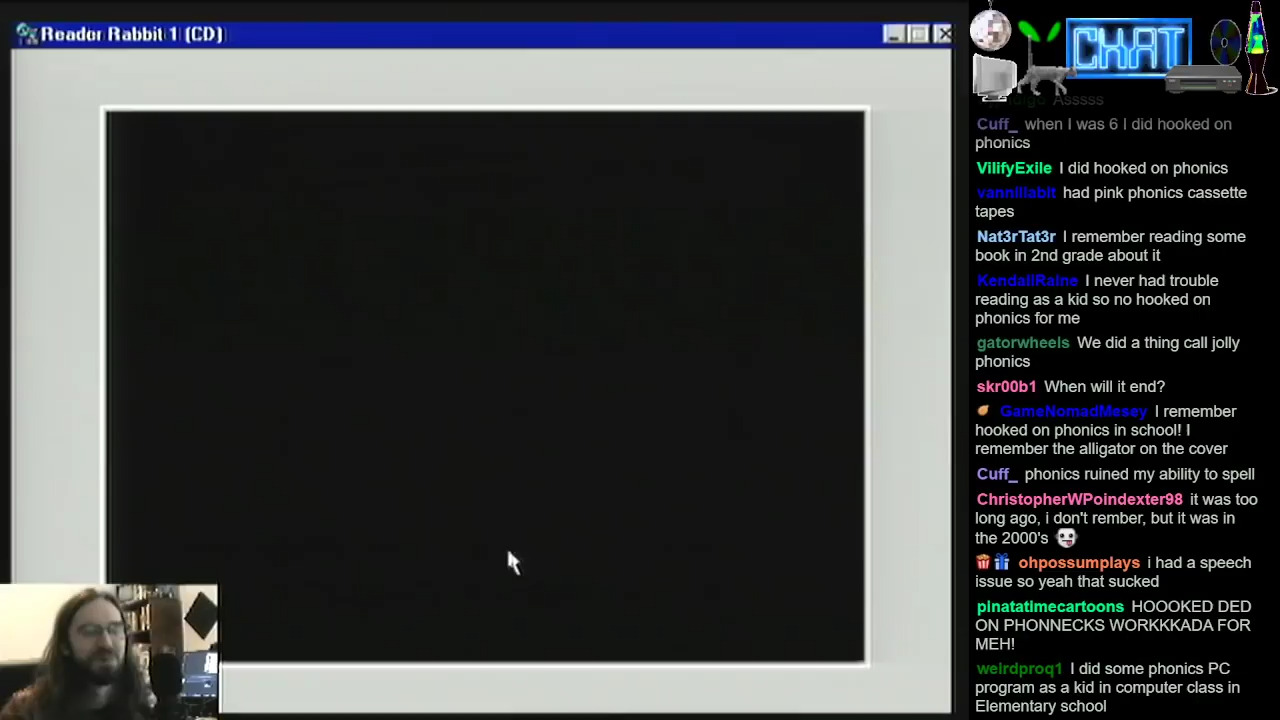 Reader Rabbit 1 (CD)
CHAT
Asssss
Cuff_ when I was 6 I did hooked on
phonics
VilifyExile I did hooked on phonics
vannillabit had pink phonics cassette
tapes
Nat3rTat3r I remember reading some
book in 2nd grade about it
KendallRaine I never had trouble
reading as a kid so no hooked on
phonics for me
gatorwheels We did a thing call jolly
phonics
skr00b1 When will it end?
GameNomadMesey I remember
hooked on phonics in school! I
remember the alligator on the cover
Cuff_ phonics ruined my ability to spell
ChristopherWPoindexter98 it was too
long ago, i don't rember, but it was in
the 2000's
ohpossumplays i had a speech
issue so yeah that sucked
pinatatimecartoons HOOOKED DED
ON PHONNECKS WORKKKADA FOR
MEH!
weirdproq1 I did some phonics PC
program as a kid in computer class in
Elementary school